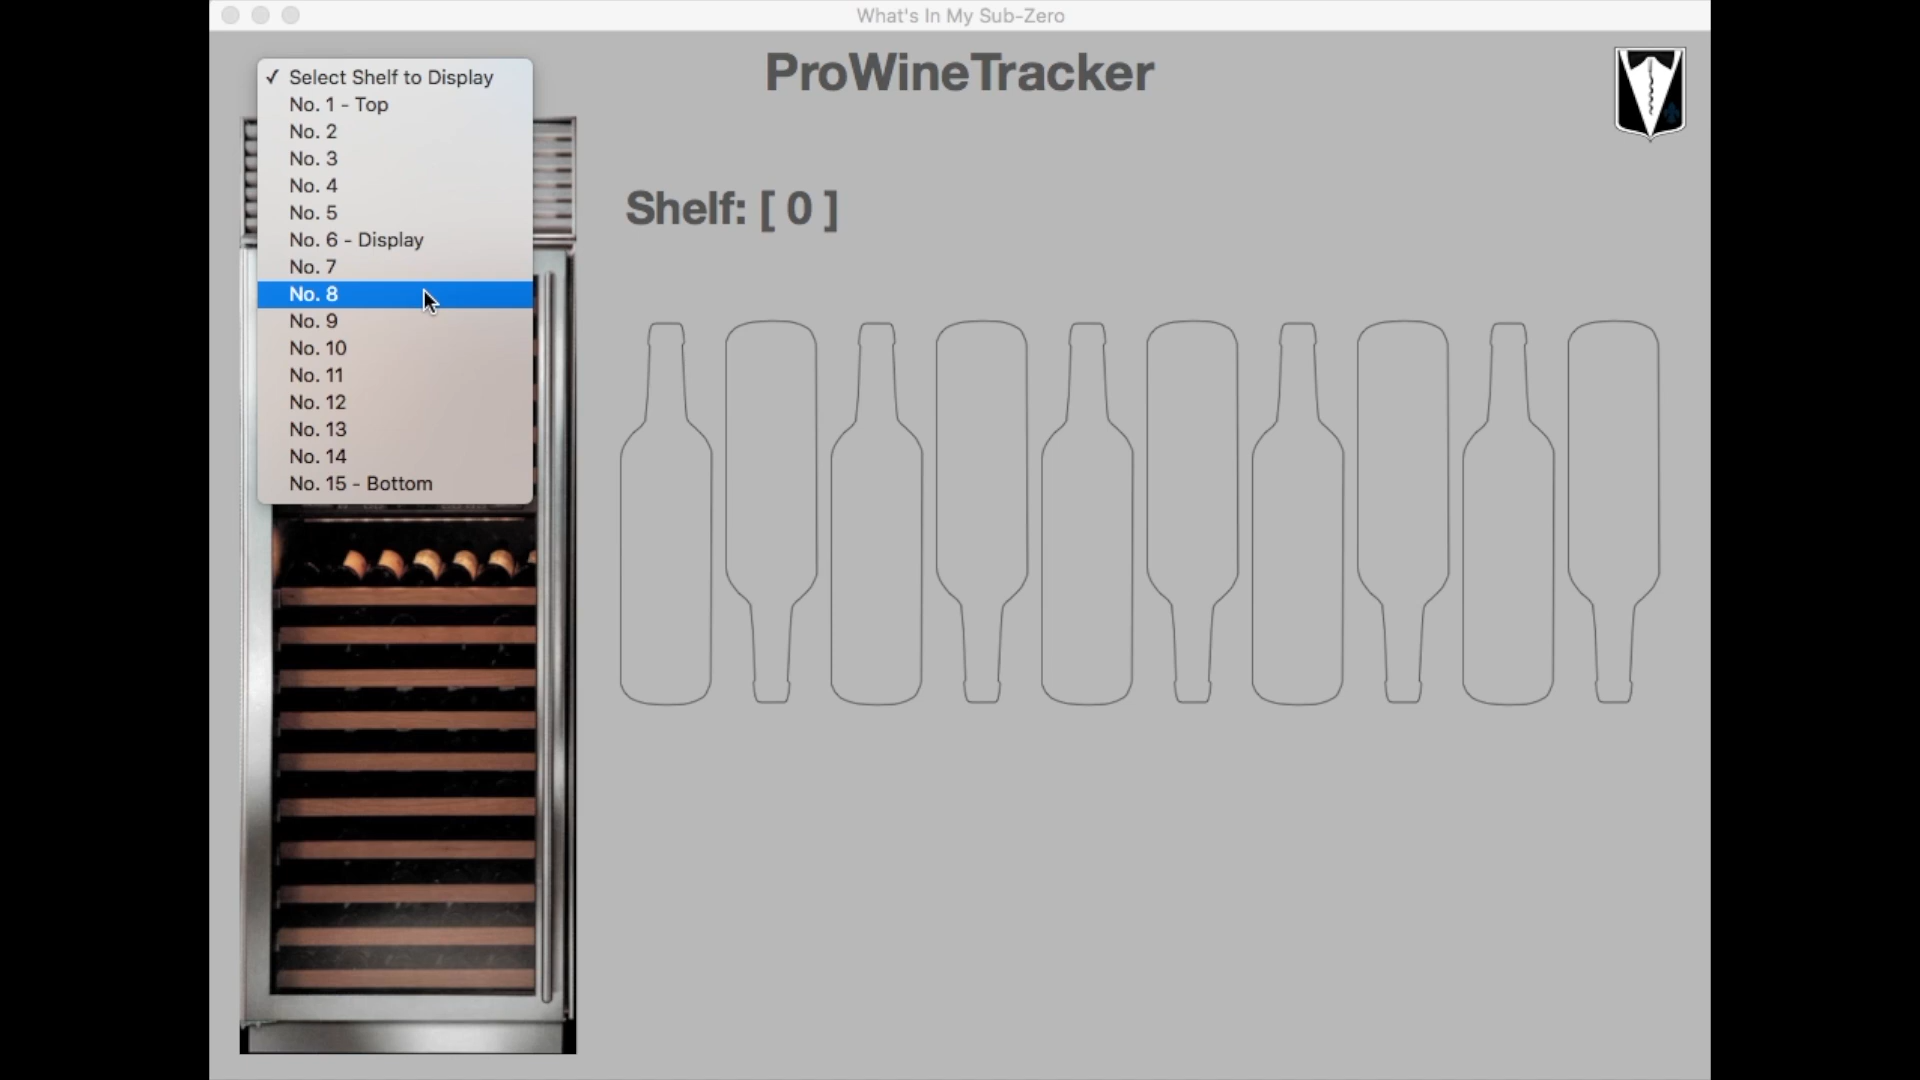 What's In My Sub-Zero
ProWineTracker
✓ Select Shelf to Display
No. 1 - Top
No. 2
No. 3
No. 4
No. 5
No. 6 - Display
No. 7
No. 8
No. 9
No. 10
No. 11
No. 12
No. 13
No. 14
No. 15 - Bottom
Shelf: [ 0 ]